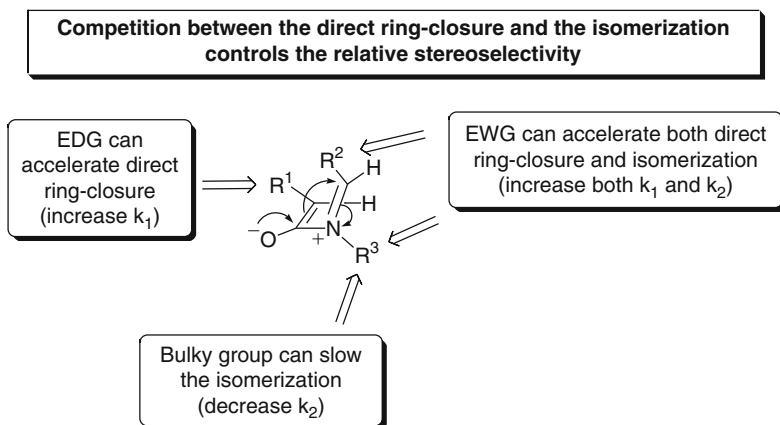 Competition between the direct ring-closure and the isomerization
controls the relative stereoselectivity
EDG can
accelerate direct
ring-closure
(increase k₁)
R¹
R²
H
H
⁻O
N
+
R³
EWG can accelerate both direct
ring-closure and isomerization
(increase both k₁ and k₂)
Bulky group can slow
the isomerization
(decrease k₂)